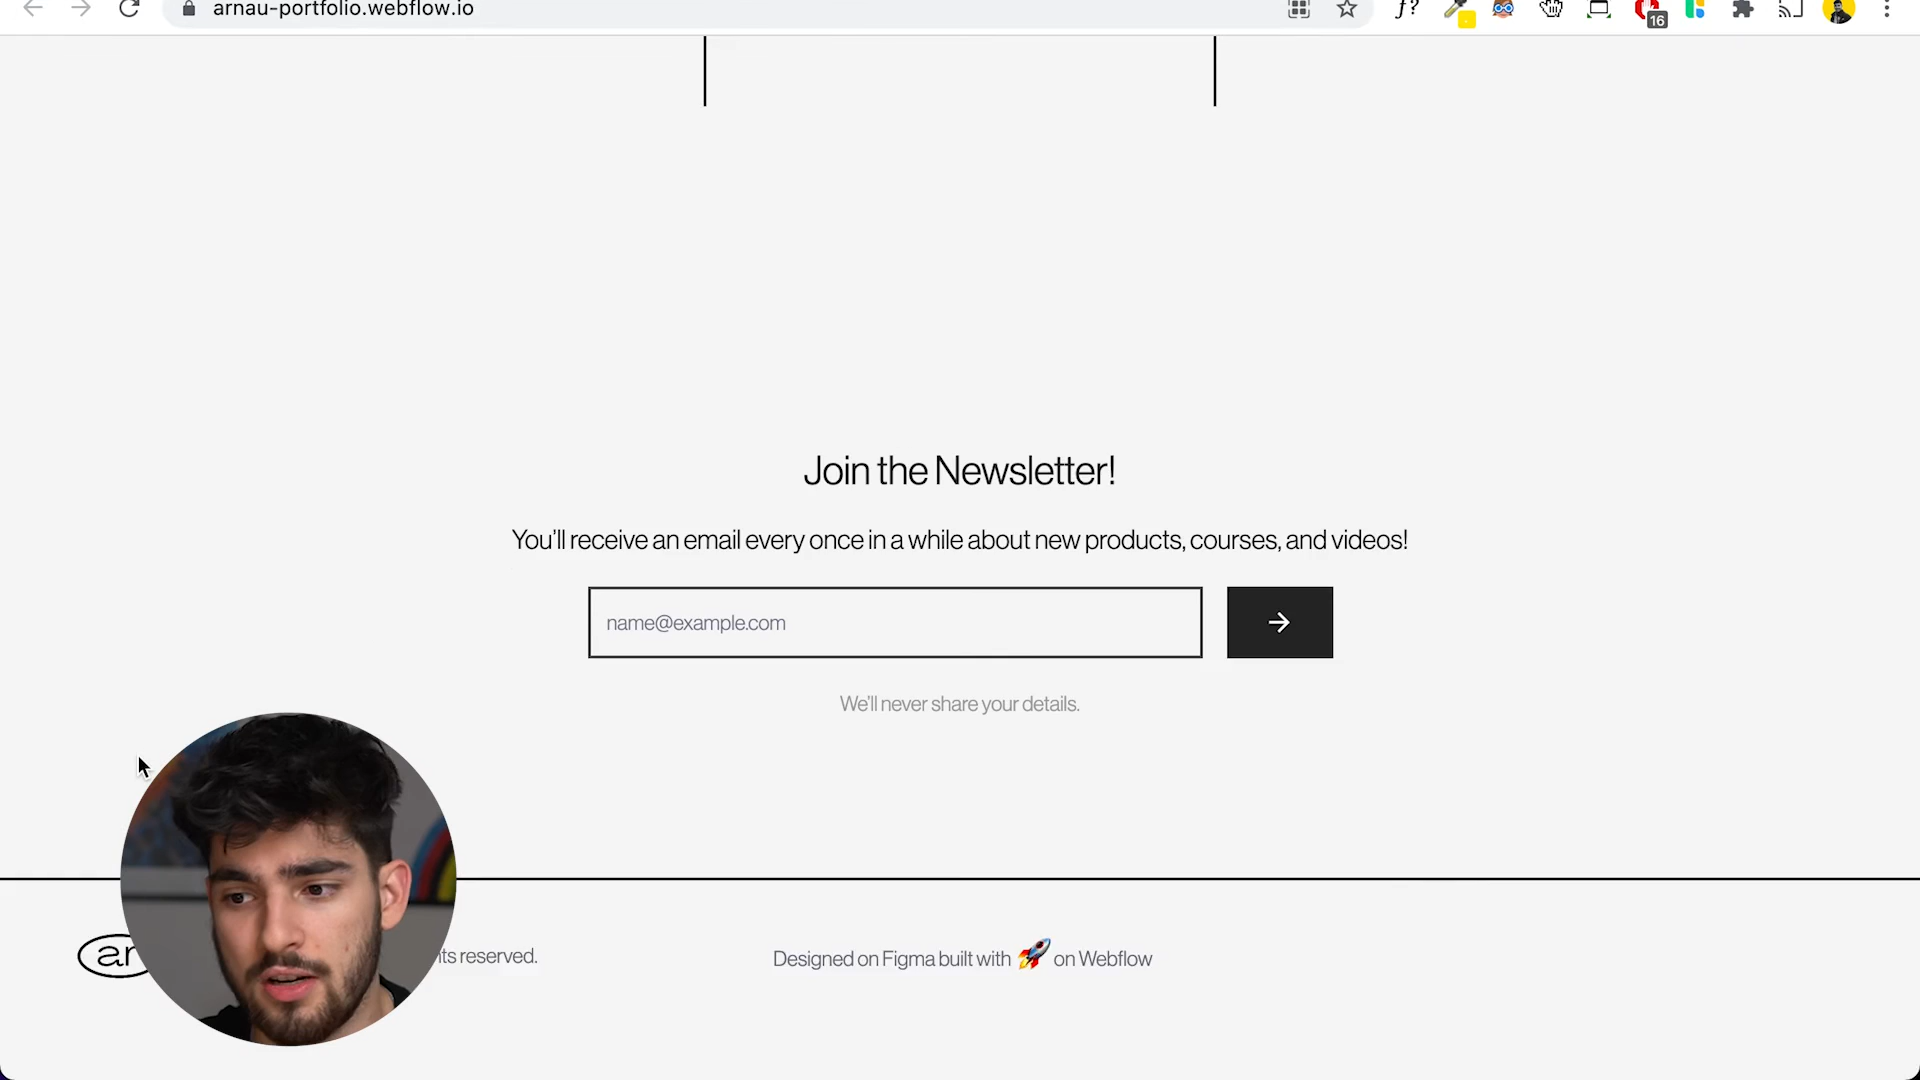 arnau-portfolio.webflow.io
ƒ?
16
Join the Newsletter!
You'll receive an email every once in a while about new products, courses, and videos!
name@example.com
We'll never share your details.
ar
reserved.
Designed on Figma built with 🚀 on Webflow